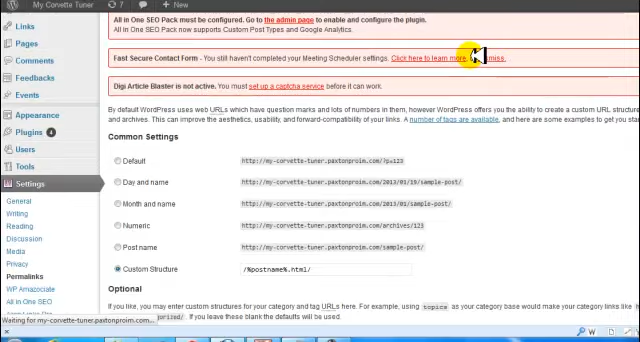 My Corvette Tuner
0
+ New
Links
Pages
Comments
Feedbacks
Events
Appearance
Plugins 4
Users
Tools
Settings
General
Writing
Reading
Discussion
Media
Privacy
Permalinks
WP Amazociate
All in One SEO
Waiting for my-corvette-tuner.paxtonproim.com...
All in One SEO Pack must be configured. Go to the admin page to enable and configure the plugin.
All in One SEO Pack now supports Custom Post Types and Google Analytics.
Fast Secure Contact Form - You still haven't completed your Meeting Scheduler settings. Click here to learn more,
Digi Article Blaster is not active. You must set up a captcha service before it can work.
By default WordPress uses web URLs which have question marks and lots of numbers in them, however WordPress offers you the ability to create a custom URL structure
and archives. This can improve the aesthetics, usability, and forward-compatibility of your links. A number of tags are available, and here are some examples to get you
Common Settings
Default http://my-corvette-tuner.paxtonproim.com/?p=123
Day and name http://my-corvette-tuner.paxtonproim.com/2013/01/19/sample-post/
Month and name http://my-corvette-tuner.paxtonproim.com/2013/01/sample-post/
Numeric http://my-corvette-tuner.paxtonproim.com/archives/123
Post name http://my-corvette-tuner.paxtonproim.com/sample-post/
Custom Structure /%postname%.html/
Optional
If you like, you may enter custom structures for your category and tag URLs here. For example, using topics as your category base would make your category links like
If you leave these blank the defaults will be used.